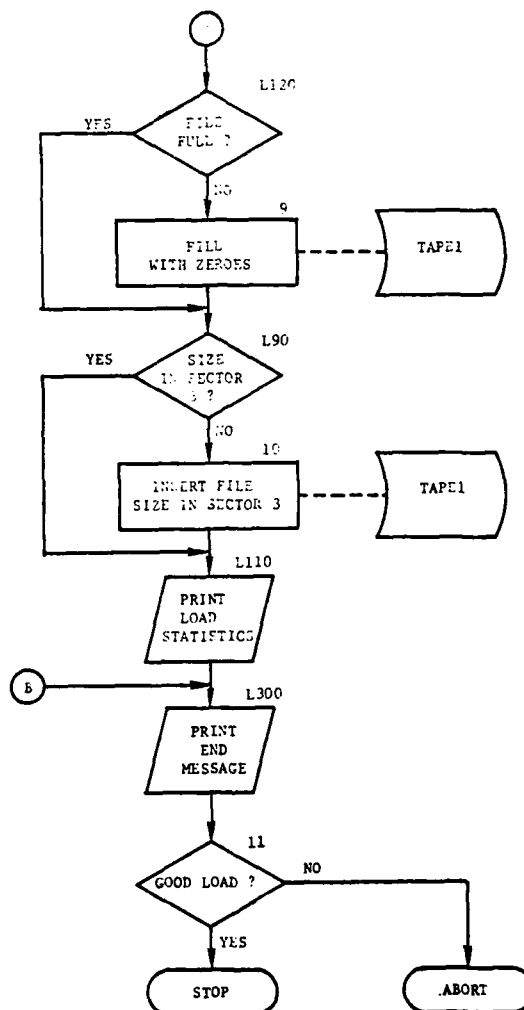 L120
YES
FILE
FULL ?
NO
9
FILL
WITH ZEROES
TAPE1
L90
YES
SIZE
IN SECTOR
3 ?
NO
10
INSERT FILE
SIZE IN SECTOR 3
TAPE1
L110
PRINT
LOAD
STATISTICS
B
L300
PRINT
END
MESSAGE
11
GOOD LOAD ?
NO
YES
STOP
ABORT